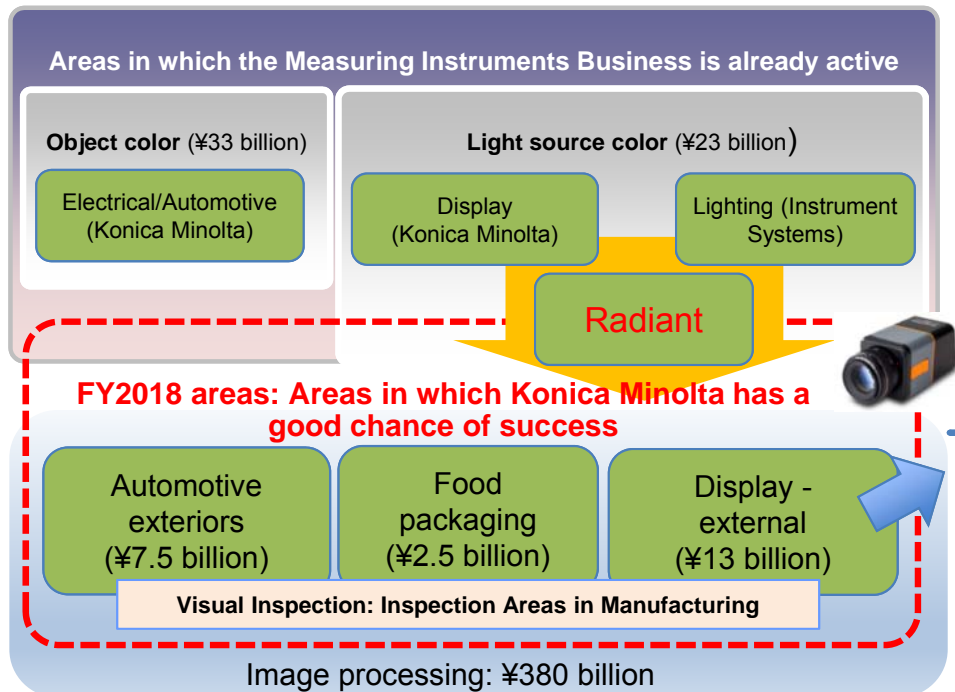 Areas in which the Measuring Instruments Business is already active
Object color (¥33 billion)
Electrical/Automotive
(Konica Minolta)
Light source color (¥23 billion)
Display
(Konica Minolta)
Lighting (Instrument
Systems)
Radiant
FY2018 areas: Areas in which Konica Minolta has a
good chance of success
Automotive
exteriors
(¥7.5 billion)
Food
packaging
(¥2.5 billion)
Display -
external
(¥13 billion)
Visual Inspection: Inspection Areas in Manufacturing
Image processing: ¥380 billion